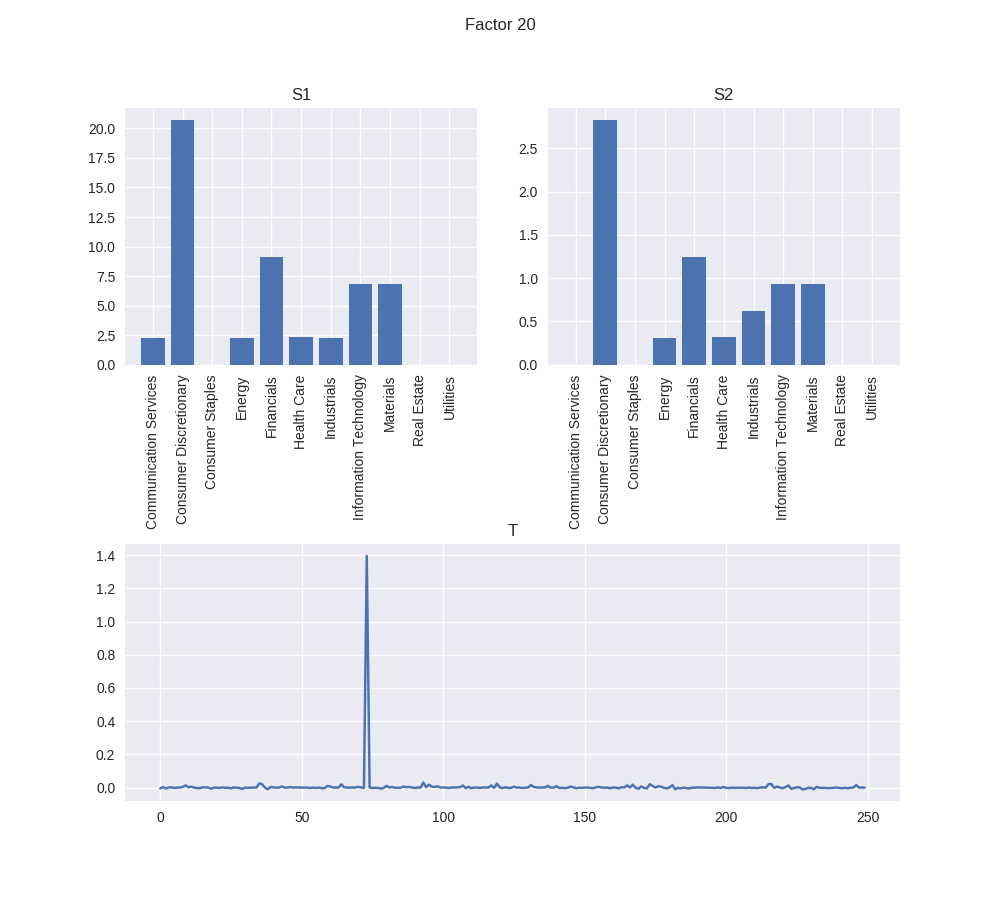 Factor 20
S1
20.0
17.5
15.0
12.5
10.0
7.5
5.0
2.5
0.0
Communication Services
Consumer Discretionary
Consumer Staples
Energy
Financials
Health Care
Industrials
Information Technology
Materials
Real Estate
Utilities
S2
2.5
2.0
1.5
1.0
0.5
0.0
Communication Services
Consumer Discretionary
Consumer Staples
Energy
Financials
Health Care
Industrials
Information Technology
Materials
Real Estate
Utilities
T
1.4
1.2
1.0
0.8
0.6
0.4
0.2
0.0
0 50 100 150 200 250